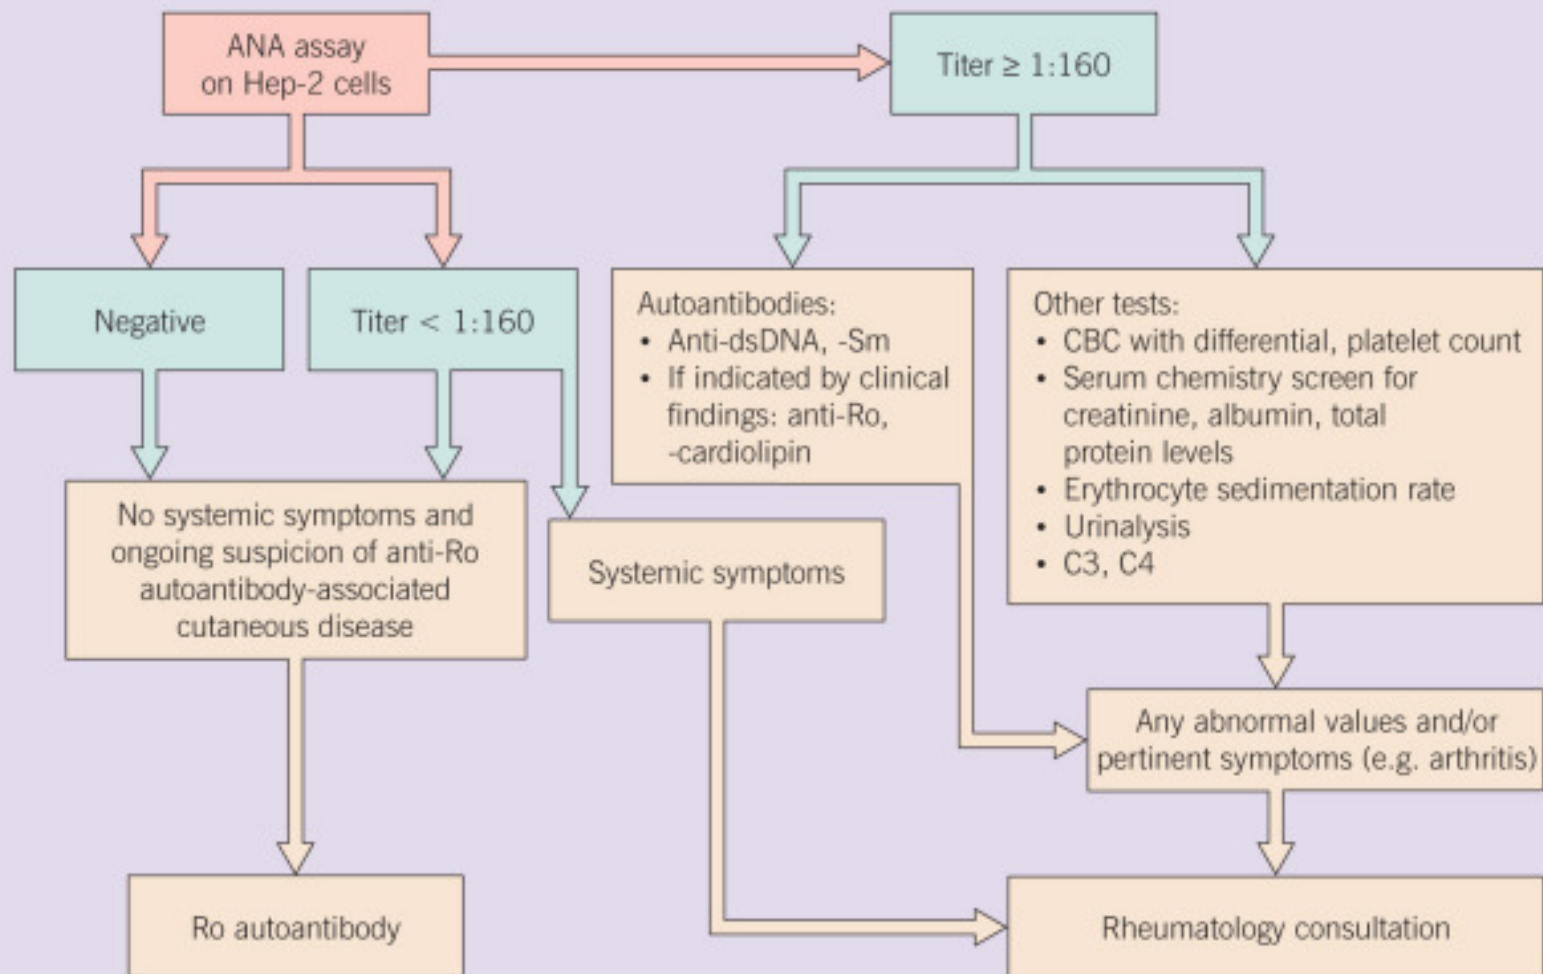 ANA assay
on Hep-2 cells
Titer ≥ 1:160
Negative
Titer < 1:160
Autoantibodies:
• Anti-dsDNA, -Sm
• If indicated by clinical
findings: anti-Ro,
-cardiolipin
Other tests:
• CBC with differential, platelet count
• Serum chemistry screen for
creatinine, albumin, total
protein levels
• Erythrocyte sedimentation rate
• Urinalysis
• C3, C4
No systemic symptoms and
ongoing suspicion of anti-Ro
autoantibody-associated
cutaneous disease
Systemic symptoms
Any abnormal values and/or
pertinent symptoms (e.g. arthritis)
Ro autoantibody
Rheumatology consultation